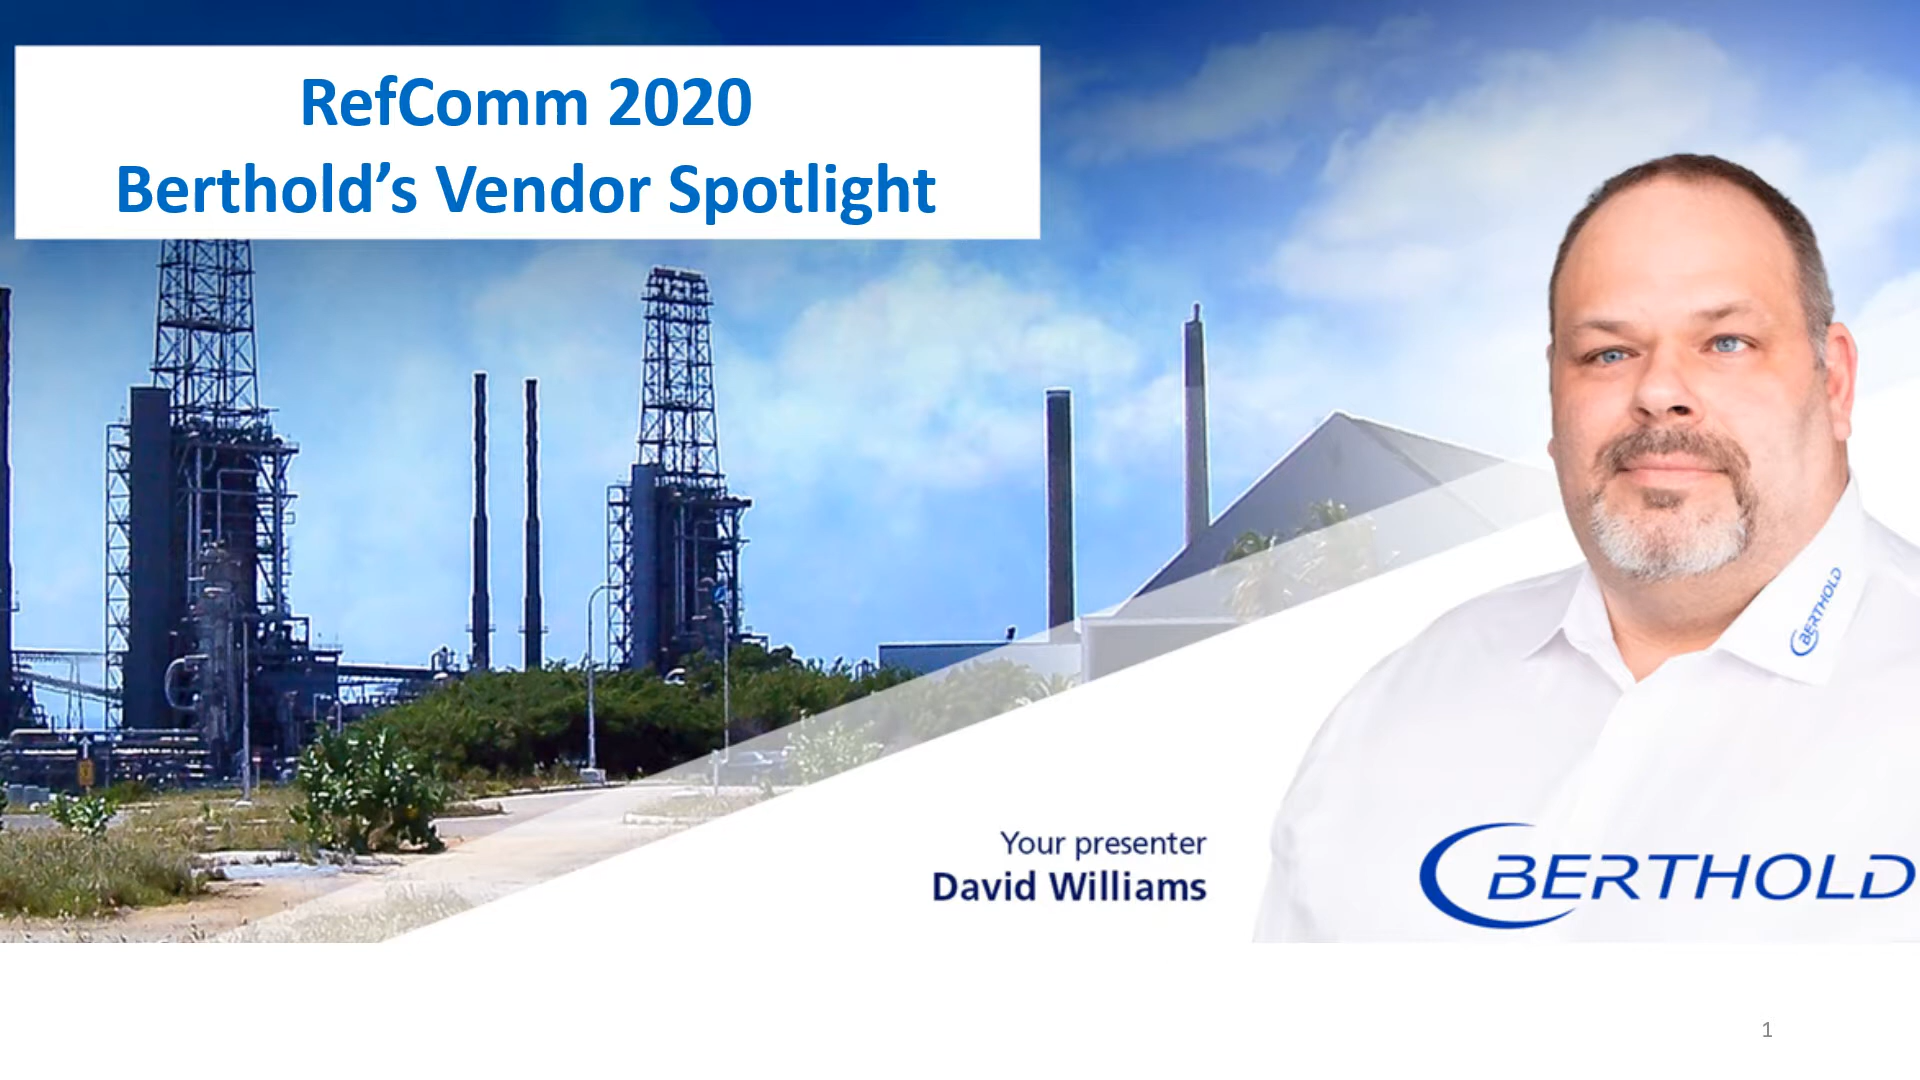 RefComm 2020
Berthold’s Vendor Spotlight
BERTHOLD
Your presenter
David Williams
BERTHOLD
1